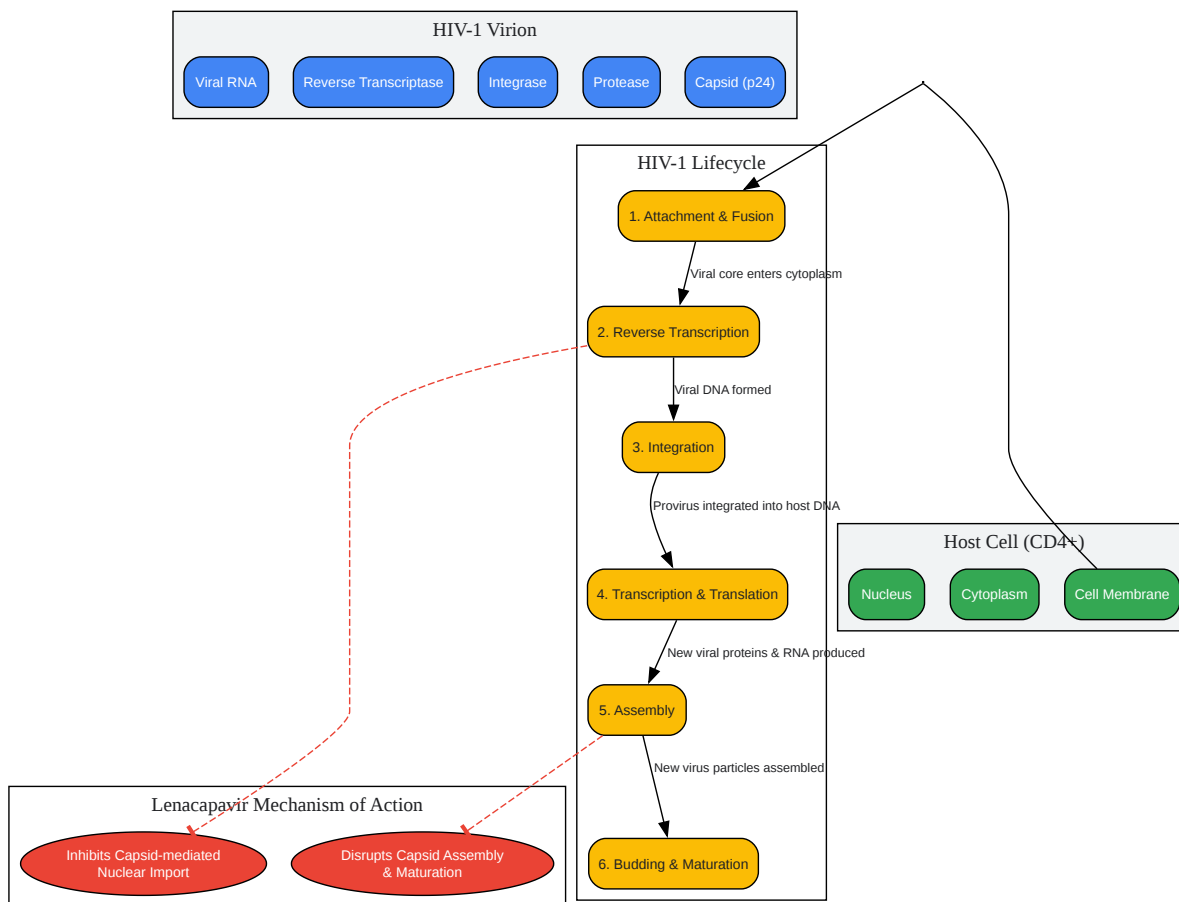 HIV-1 Virion
Viral RNA
Reverse Transcriptase
Integrase
Protease
Capsid (p24)
HIV-1 Lifecycle
1. Attachment & Fusion
Viral core enters cytoplasm
2. Reverse Transcription
Viral DNA formed
3. Integration
Provirus integrated into host DNA
4. Transcription & Translation
New viral proteins & RNA produced
5. Assembly
New virus particles assembled
6. Budding & Maturation
Host Cell (CD4+)
Nucleus
Cytoplasm
Cell Membrane
Lenacapavir Mechanism of Action
Inhibits Capsid-mediated
Nuclear Import
Disrupts Capsid Assembly
& Maturation